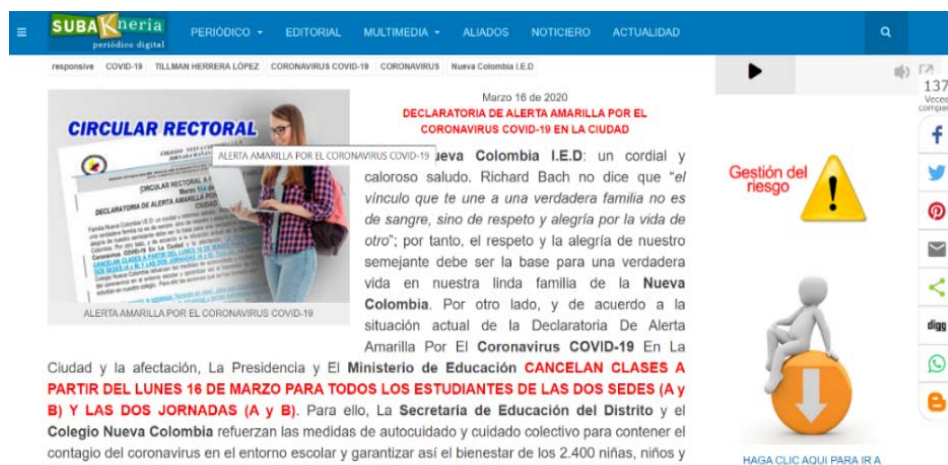 SUBAKneria
periódico digital
PERIÓDICO
EDITORIAL
MULTIMEDIA
ALIADOS
NOTICIERO
ACTUALIDAD
responsive COVID-19 TILLMAN HERRERA LÓPEZ CORONAVIRUS COVID-19 CORONAVIRUS Nueva Colombia I.E.D
CIRCULAR RECTORAL
ALERTA AMARILLA POR EL CORONAVIRUS COVID-19
DECLARATORIA DE ALERTA AMARILLA POR
ALERTA AMARILLA POR EL CORONAVIRUS COVID-19
Marzo 16 de 2020
DECLARATORIA DE ALERTA AMARILLA POR EL
CORONAVIRUS COVID-19 EN LA CIUDAD
Colombia I.E.D: un cordial y
caloroso saludo. Richard Bach no dice que “el
vínculo que te une a una verdadera familia no es
de sangre, sino de respeto y alegría por la vida de
otro”; por tanto, el respeto y la alegría de nuestro
semejante debe ser la base para una verdadera
vida en nuestra linda familia de la Nueva
Colombia. Por otro lado, y de acuerdo a la
situación actual de la Declaratoria De Alerta
Amarilla Por El Coronavirus COVID-19 En La
Ciudad y la afectación, La Presidencia y El Ministerio de Educación CANCELAN CLASES A
PARTIR DEL LUNES 16 DE MARZO PARA TODOS LOS ESTUDIANTES DE LAS DOS SEDES (A y
B) Y LAS DOS JORNADAS (A y B). Para ello, La Secretaría de Educación del Distrito y el
Colegio Nueva Colombia refuerzan las medidas de autocuidado y cuidado colectivo para contener el
contagio del coronavirus en el entorno escolar y garantizar así el bienestar de los 2.400 niñas, niños y
Gestión del
riesgo
HAGA CLIC AQUI PARA IR A
137
Veces
digg